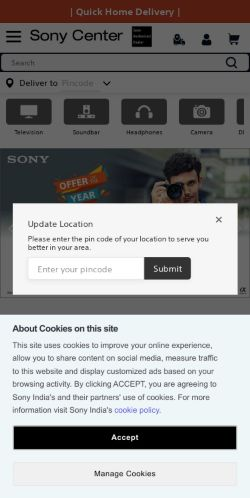 | Quick Home Delivery |
Sony Center
Search
Deliver to Pincode
Television
Soundbar
Headphones
Camera
SONY
OFFER
YEAR
Update Location
Please enter the pin code of your location to serve you
better in your area.
Enter your pincode
Submit
About Cookies on this site
This site uses cookies to improve your online experience,
allow you to share content on social media, measure traffic
to this website and display customized ads based on your
browsing activity. By clicking ACCEPT, you are agreeing to
Sony India's and their partners' use of cookies. For more
information visit Sony India's cookie policy.
Accept
Manage Cookies